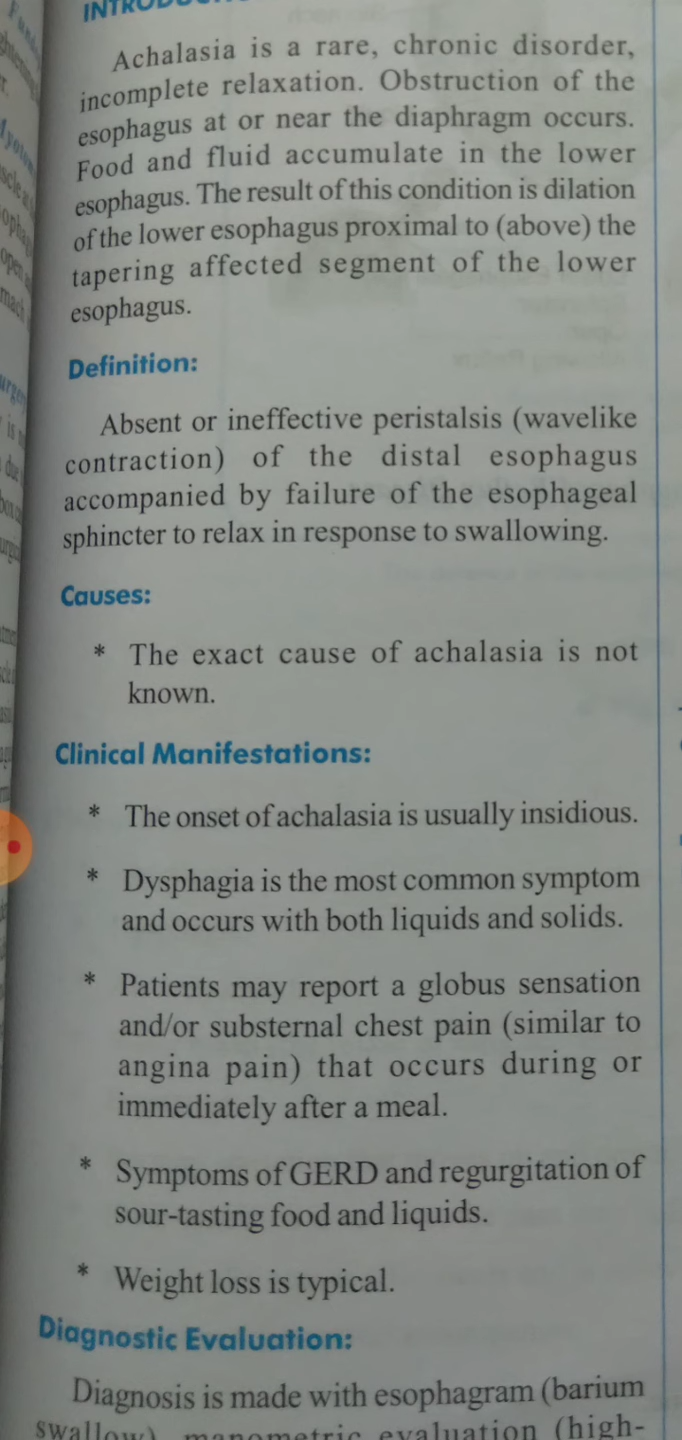 Achalasia is a rare, chronic disorder,
incomplete relaxation. Obstruction of the
esophagus at or near the diaphragm occurs.
Food and fluid accumulate in the lower
esophagus. The result of this condition is dilation
of the lower esophagus proximal to (above) the
tapering affected segment of the lower
esophagus.
Definition:
Absent or ineffective peristalsis (wavelike
contraction) of the distal esophagus
accompanied by failure of the esophageal
sphincter to relax in response to swallowing.
Causes:
* The exact cause of achalasia is not
known.
Clinical Manifestations:
* The onset of achalasia is usually insidious.
* Dysphagia is the most common symptom
and occurs with both liquids and solids.
* Patients may report a globus sensation
and/or substernal chest pain (similar to
angina pain) that occurs during or
immediately after a meal.
* Symptoms of GERD and regurgitation of
sour-tasting food and liquids.
* Weight loss is typical.
Diagnostic Evaluation:
Diagnosis is made with esophagram (barium
swallow), manometric evaluation (high-